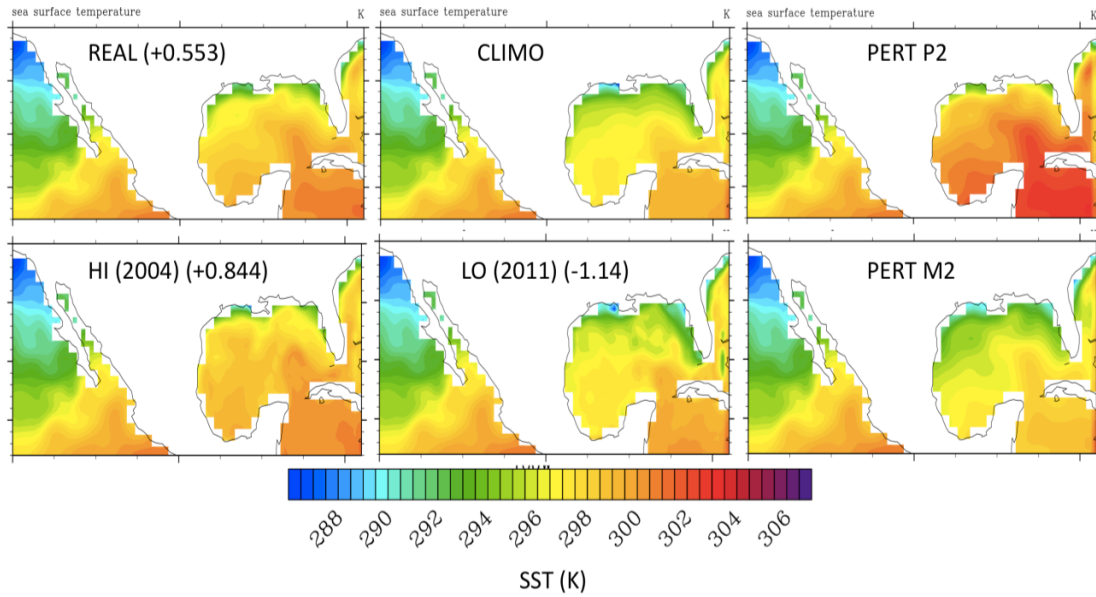 sea surface temperature K
sea surface temperature K
sea surface temperature K
REAL (+0.553)
CLIMO
PERT P2
HI (2004) (+0.844)
LO (2011) (-1.14)
PERT M2
288 290 292 294 296 298 300 302 304 306
SST (K)